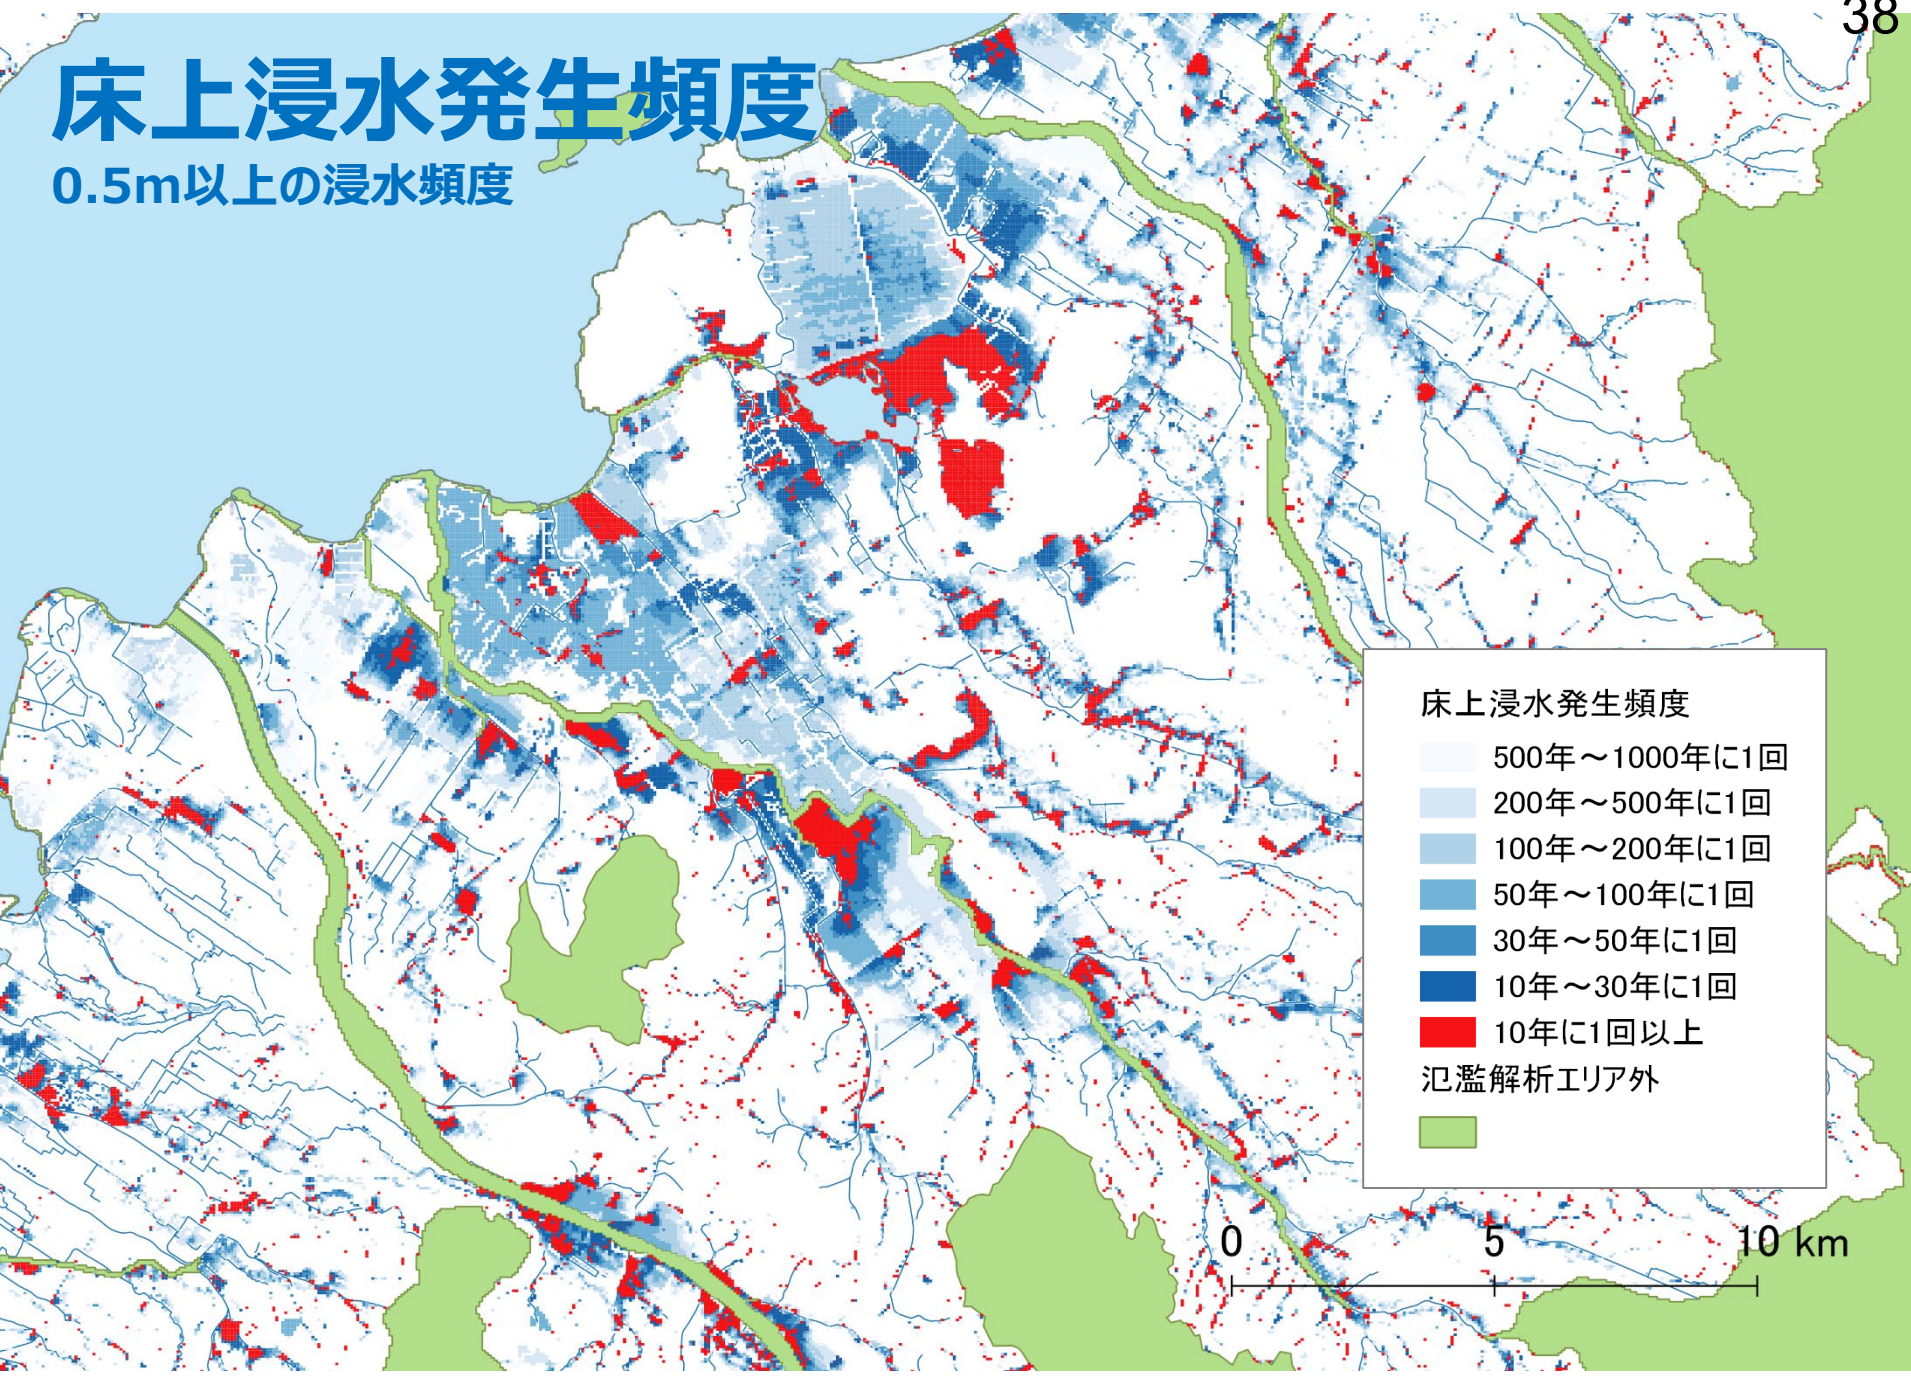 38
床上浸水発生頻度
0.5m以上の浸水頻度
床上浸水発生頻度
500年～1000年に1回
200年～500年に1回
100年～200年に1回
50年～100年に1回
30年～50年に1回
10年～30年に1回
10年に1回以上
氾濫解析エリア外
0 5 10 km